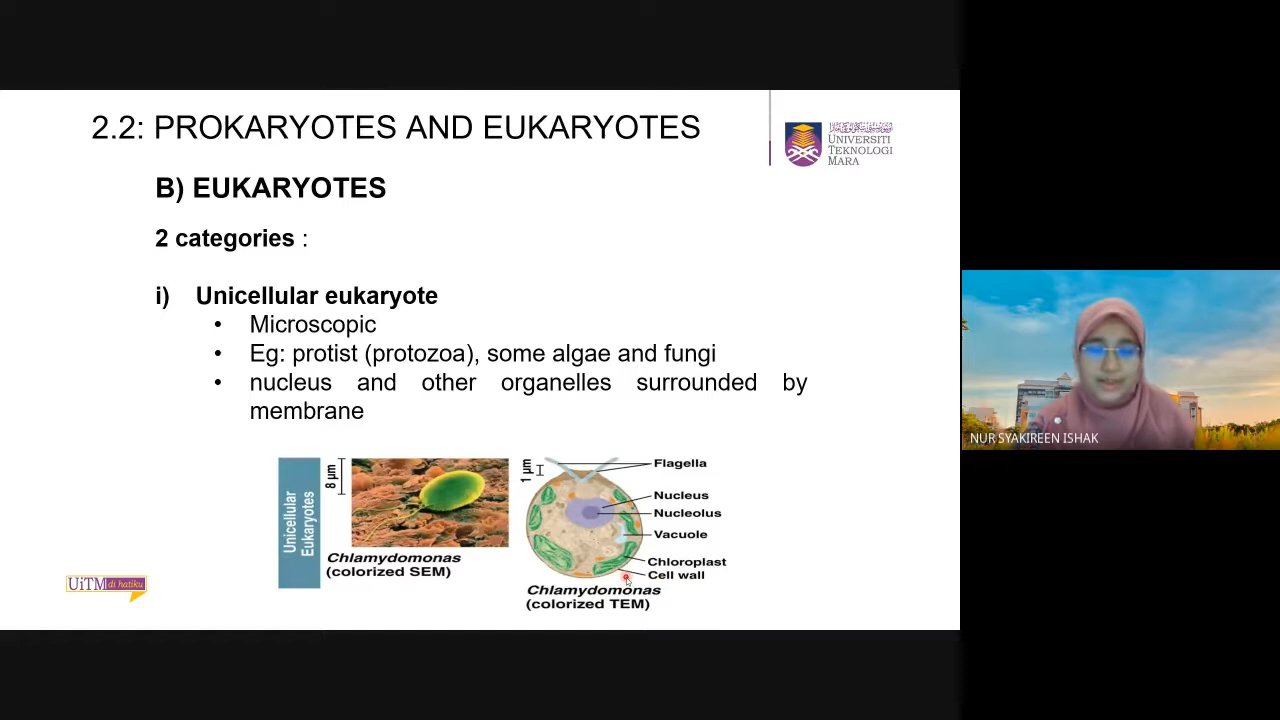 2.2: PROKARYOTES AND EUKARYOTES
UNIVERSITI
TEKNOLOGI
MARA
B) EUKARYOTES
2 categories :
i) Unicellular eukaryote
• Microscopic
• Eg: protist (protozoa), some algae and fungi
• nucleus and other organelles surrounded by
membrane
Unicellular
Eukaryotes
8 µm
Chlamydomonas
(colorized SEM)
1 µm
Flagella
Nucleus
Nucleolus
Vacuole
Chloroplast
Cell wall
Chlamydomonas
(colorized TEM)
UiTM di hatiku
NUR SYAKIREEN ISHAK